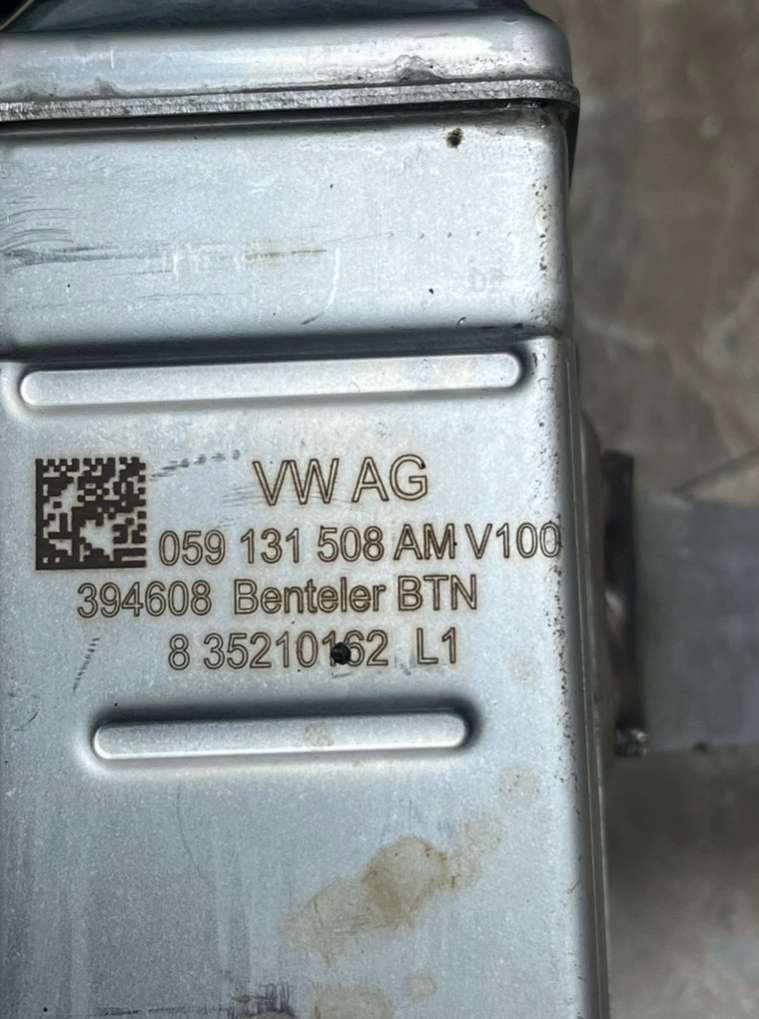 VW AG
059 131 508 AM V100
394608 Benteler BTN
8 35210162 L1